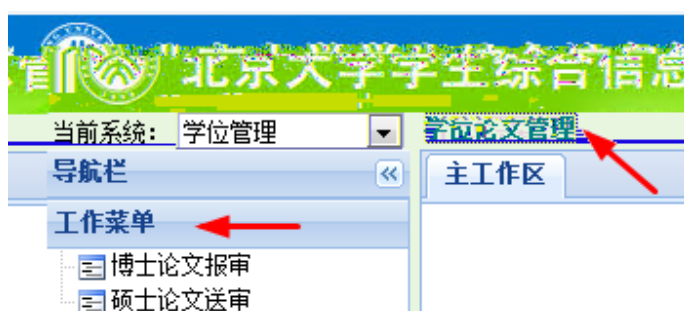 北京大学学生综合信息
当前系统： 学位管理 学位论文管理
导航栏 主工作区
工作菜单
博士论文报审
硕士论文送审